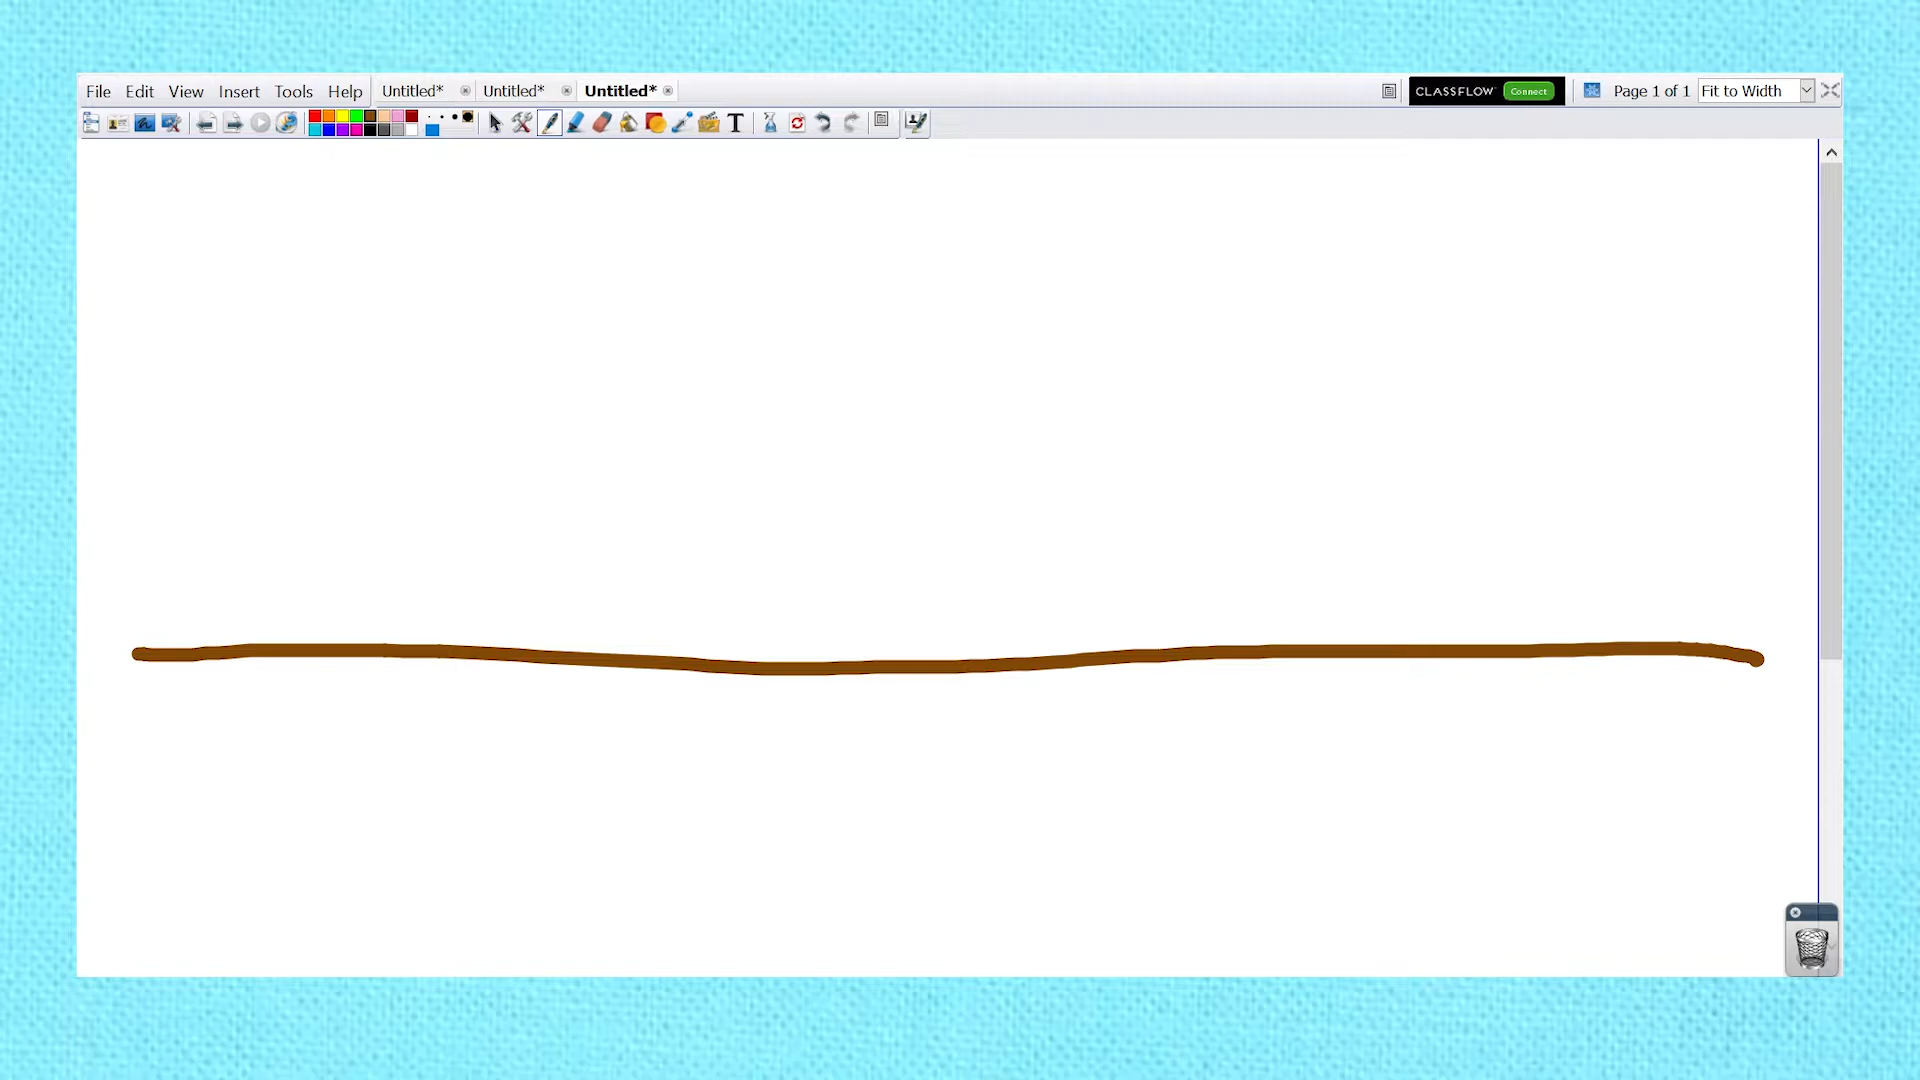 File Edit View Insert Tools Help Untitled* Untitled* Untitled* CLASSFLOW Connect Page 1 of 1 Fit to Width
T